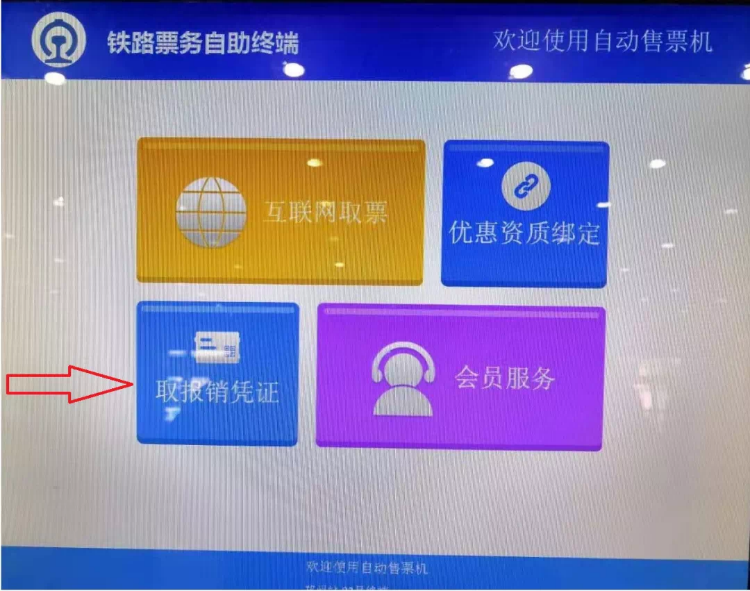 铁路票务自助终端
欢迎使用自动售票机
互联网取票
优惠资质绑定
取报销凭证
会员服务
欢迎使用自动售票机